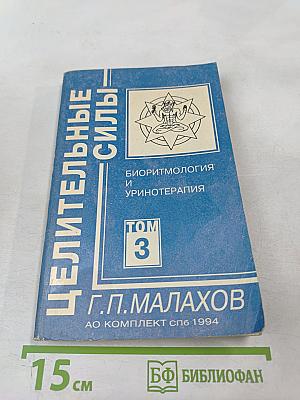 ЦЕЛИТЕЛЬНЫЕ
СИЛЫ
БИОРИТМОЛОГИЯ
И
УРИНОТЕРАПИЯ
ТОМ
3
Г.П.МАЛАХОВ
АО КОМПЛЕКТ СПб 1994
15 см
БФ БИБЛИОФАН